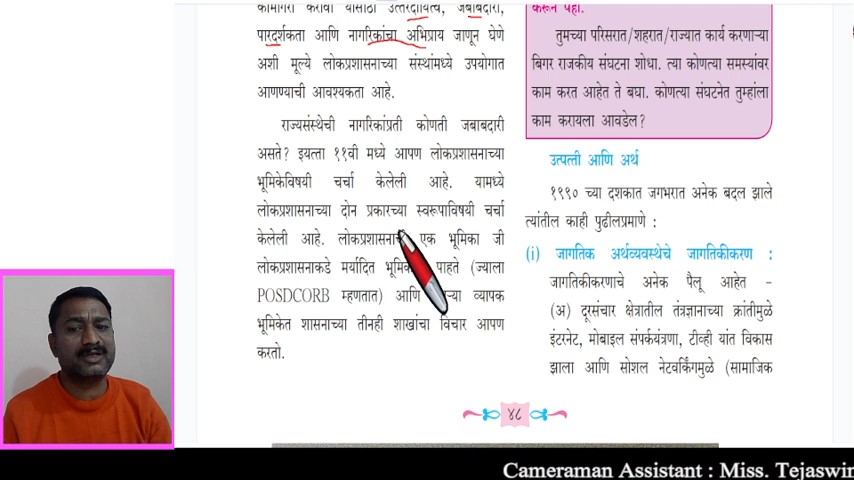 कामगिरी करावी यासाठी उत्तरदायित्व, जबाबदारी,
पारदर्शकता आणि नागरिकांचा अभिप्राय जाणून घेणे
अशी मूल्ये लोकप्रशासनाच्या संस्थांमध्ये उपयोगात
आणण्याची आवश्यकता आहे.
राज्यसंस्थेची नागरिकांप्रती कोणती जबाबदारी
असते? इयत्ता ११वी मध्ये आपण लोकप्रशासनाच्या
भूमिकेविषयी चर्चा केलेली आहे. यामध्ये
लोकप्रशासनाच्या दोन प्रकारच्या स्वरूपाविषयी चर्चा
केलेली आहे. लोकप्रशासनाची एक भूमिका जी
लोकप्रशासनाकडे मर्यादित पाहते (ज्याला
POSDCORB म्हणतात) आणि व्यापक
भूमिकेत शासनाच्या तीनही शाखांचा विचार आपण
करतो.
करून पहा.
तुमच्या परिसरात/शहरात/राज्यात कार्य करणाऱ्या
बिगर राजकीय संघटना शोधा. त्या कोणत्या समस्यांवर
काम करत आहेत ते बघा. कोणत्या संघटनेत तुम्हांला
काम करायला आवडेल?
उत्पत्ती आणि अर्थ
१९९० च्या दशकात जगभरात अनेक बदल झाले
त्यांतील काही पुढीलप्रमाणे :
(i) जागतिक अर्थव्यवस्थेचे जागतिकीकरण :
जागतिकीकरणाचे अनेक पैलू आहेत -
(अ) दूरसंचार क्षेत्रातील तंत्रज्ञानाच्या क्रांतीमुळे
इंटरनेट, मोबाइल संपर्कयंत्रणा, टीव्ही यांत विकास
झाला आणि सोशल नेटवर्किंगमुळे (सामाजिक
४८
Cameraman Assistant : Miss. Tejaswin